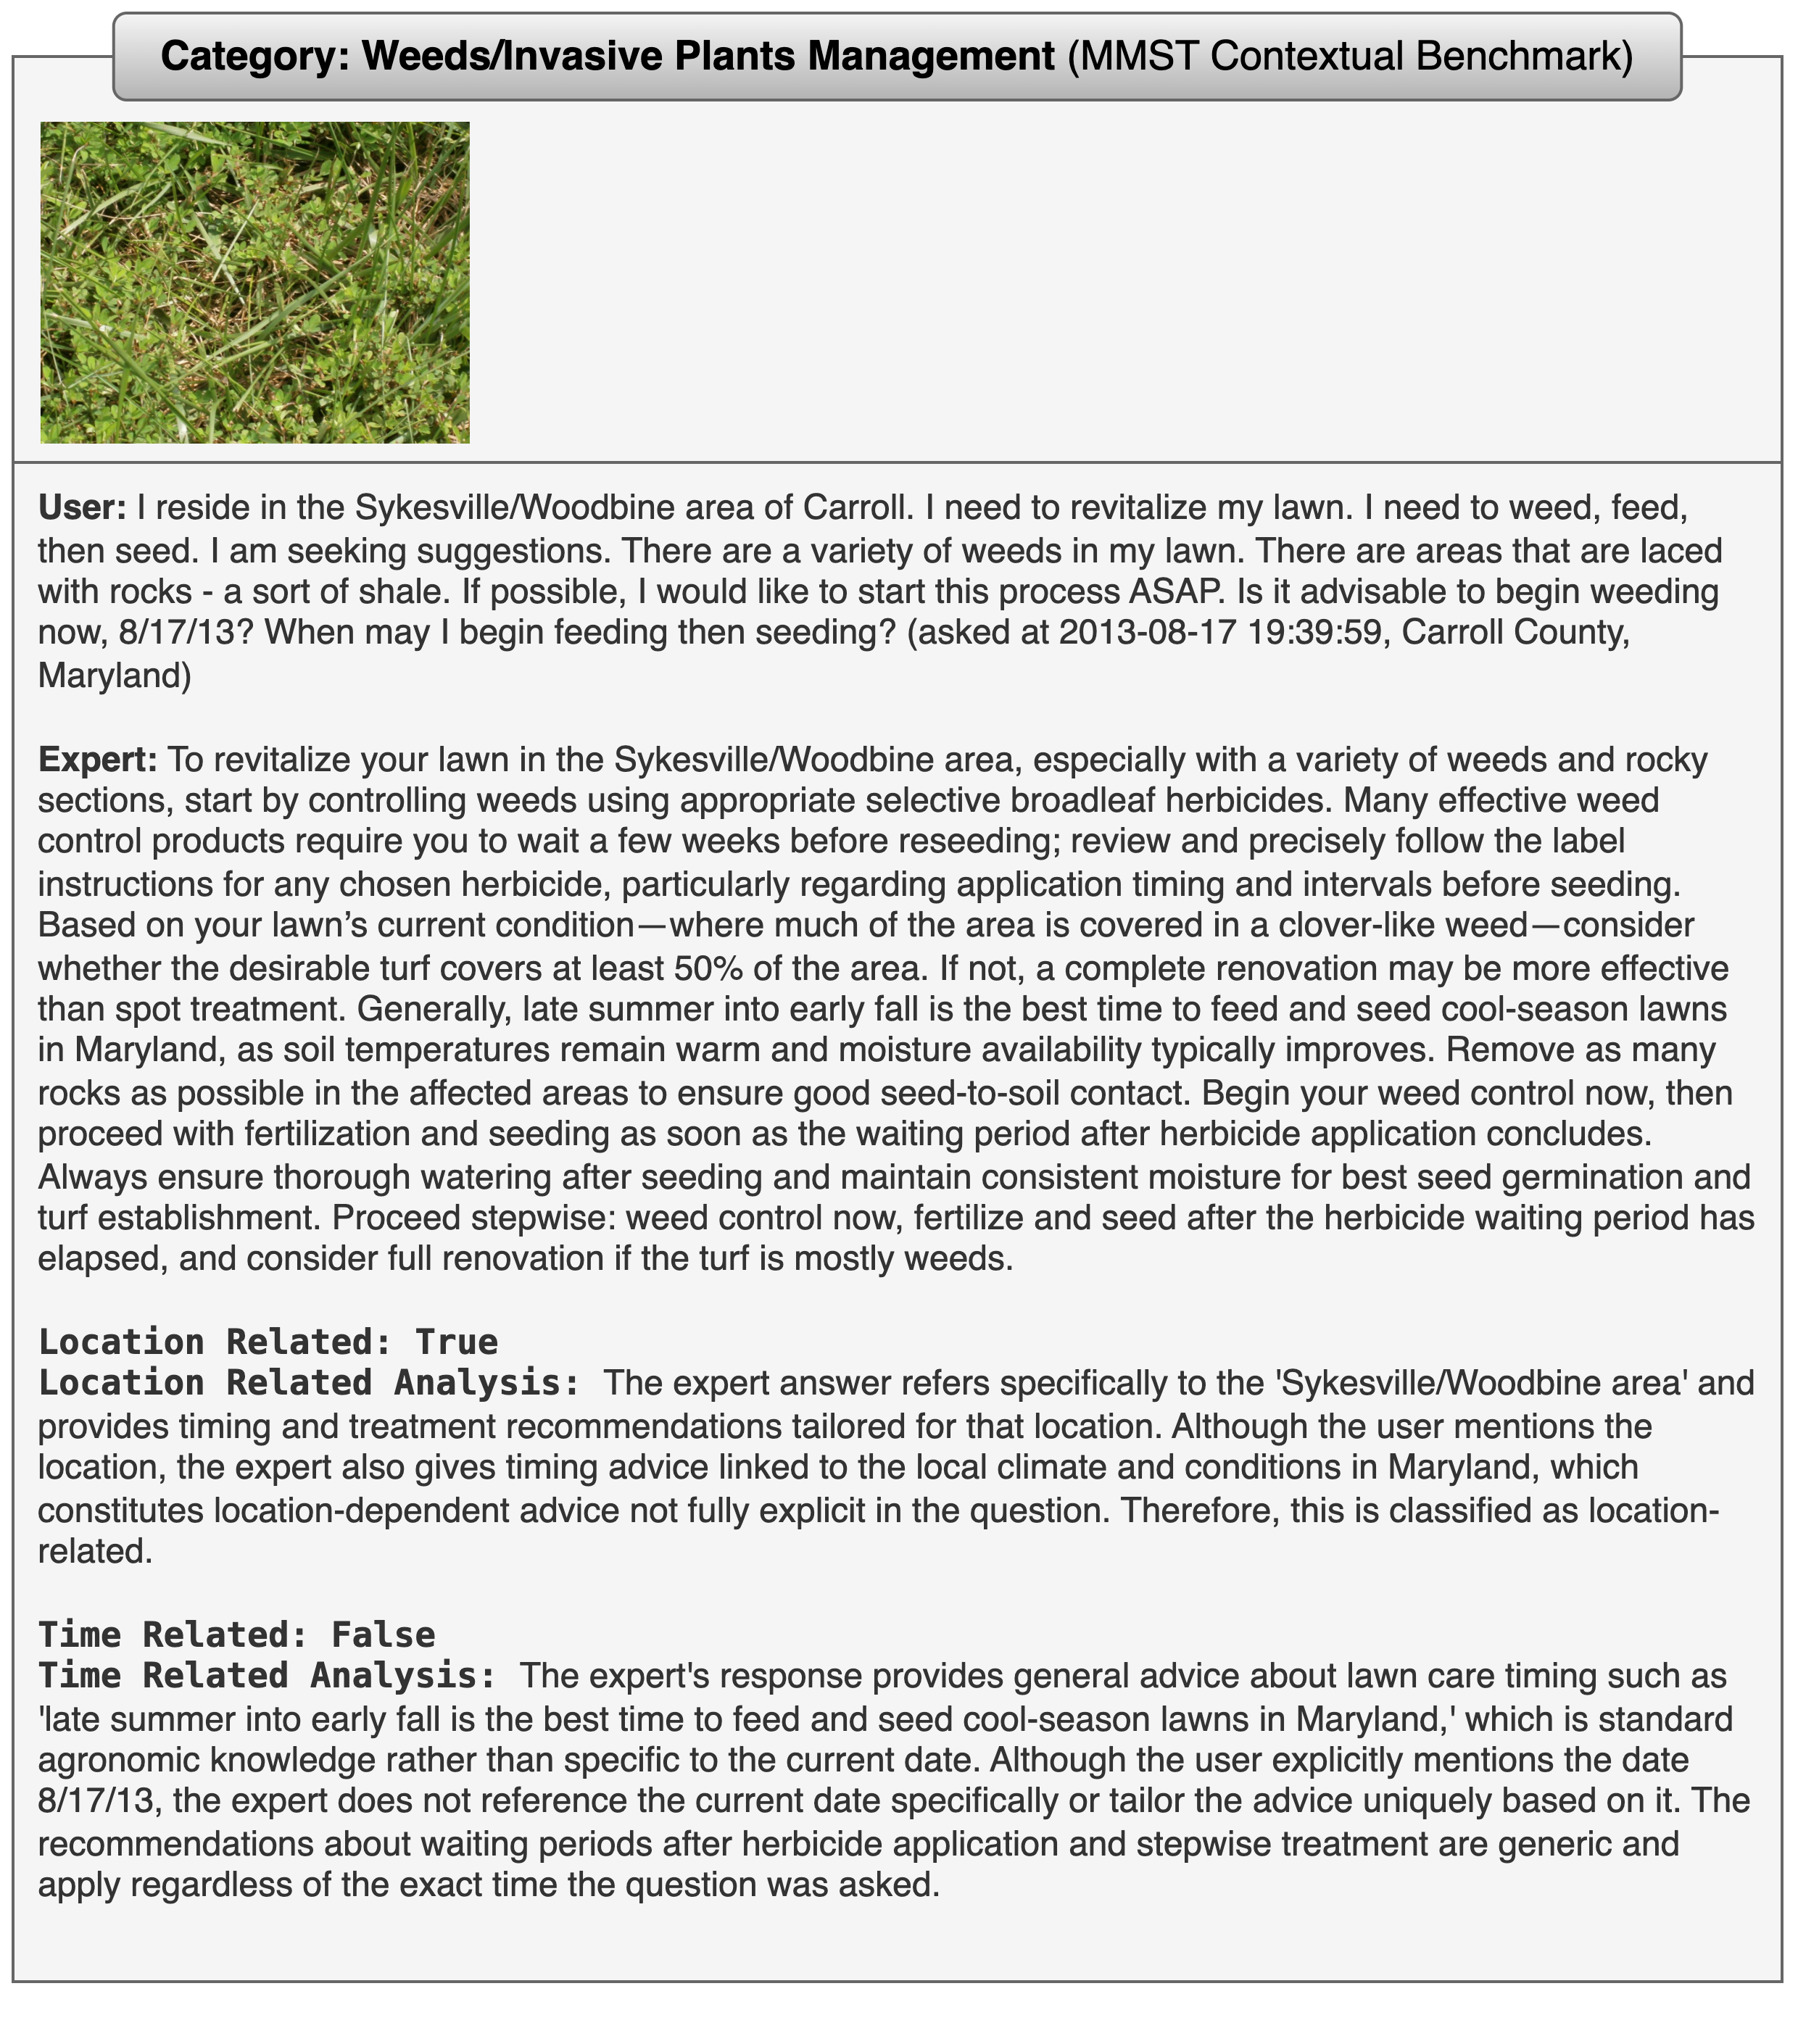 Category: Weeds/Invasive Plants Management (MMST Contextual Benchmark)
User: I reside in the Sykesville/Woodbine area of Carroll. I need to revitalize my lawn. I need to weed, feed,
then seed. I am seeking suggestions. There are a variety of weeds in my lawn. There are areas that are laced
with rocks - a sort of shale. If possible, I would like to start this process ASAP. Is it advisable to begin weeding
now, 8/17/13? When may I begin feeding then seeding? (asked at 2013-08-17 19:39:59, Carroll County,
Maryland)
Expert: To revitalize your lawn in the Sykesville/Woodbine area, especially with a variety of weeds and rocky
sections, start by controlling weeds using appropriate selective broadleaf herbicides. Many effective weed
control products require you to wait a few weeks before reseeding; review and precisely follow the label
instructions for any chosen herbicide, particularly regarding application timing and intervals before seeding.
Based on your lawn’s current condition—where much of the area is covered in a clover-like weed—consider
whether the desirable turf covers at least 50% of the area. If not, a complete renovation may be more effective
than spot treatment. Generally, late summer into early fall is the best time to feed and seed cool-season lawns
in Maryland, as soil temperatures remain warm and moisture availability typically improves. Remove as many
rocks as possible in the affected areas to ensure good seed-to-soil contact. Begin your weed control now, then
proceed with fertilization and seeding as soon as the waiting period after herbicide application concludes.
Always ensure thorough watering after seeding and maintain consistent moisture for best seed germination and
turf establishment. Proceed stepwise: weed control now, fertilize and seed after the herbicide waiting period has
elapsed, and consider full renovation if the turf is mostly weeds.
Location Related: True
Location Related Analysis: The expert answer refers specifically to the 'Sykesville/Woodbine area' and
provides timing and treatment recommendations tailored for that location. Although the user mentions the
location, the expert also gives timing advice linked to the local climate and conditions in Maryland, which
constitutes location-dependent advice not fully explicit in the question. Therefore, this is classified as location-
related.
Time Related: False
Time Related Analysis: The expert's response provides general advice about lawn care timing such as
'late summer into early fall is the best time to feed and seed cool-season lawns in Maryland,' which is standard
agronomic knowledge rather than specific to the current date. Although the user explicitly mentions the date
8/17/13, the expert does not reference the current date specifically or tailor the advice uniquely based on it. The
recommendations about waiting periods after herbicide application and stepwise treatment are generic and
apply regardless of the exact time the question was asked.